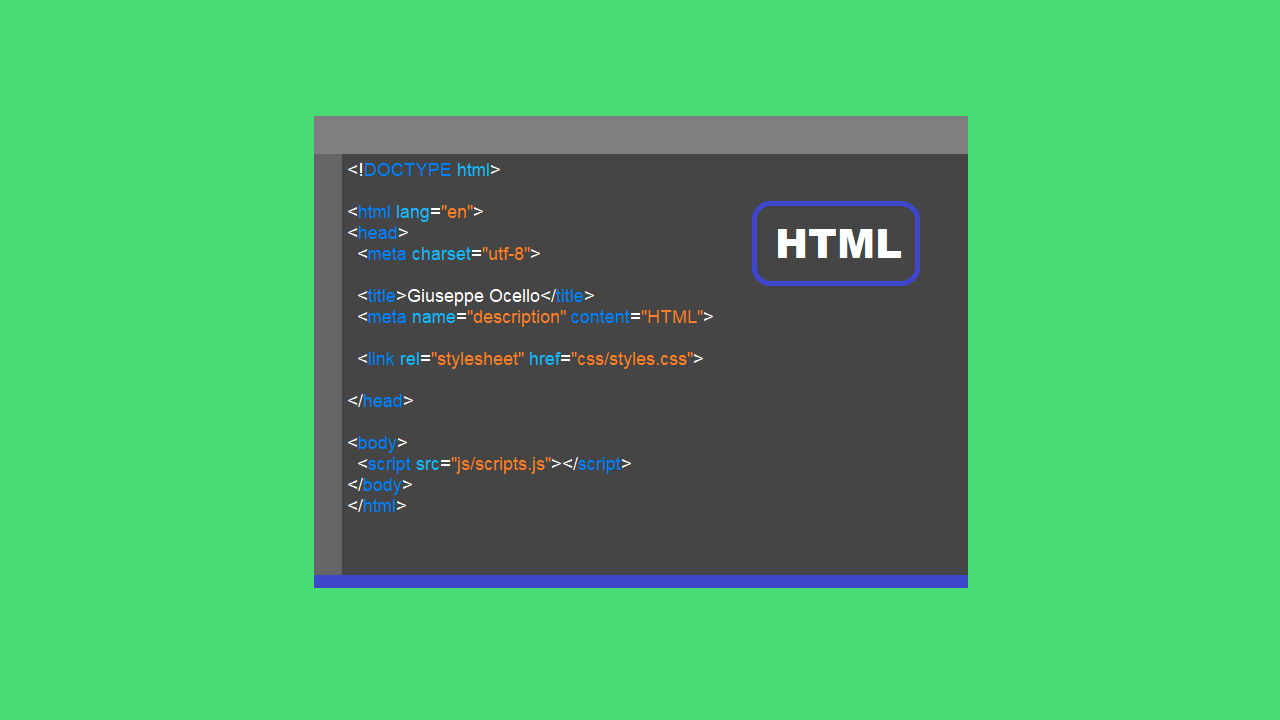 <!DOCTYPE html>
<html lang="en">
<head>
<meta charset="utf-8">
<title>Giuseppe Ocello</title>
<meta name="description" content="HTML">
<link rel="stylesheet" href="css/styles.css">
</head>
<body>
<script src="js/scripts.js"></script>
</body>
</html>
HTML